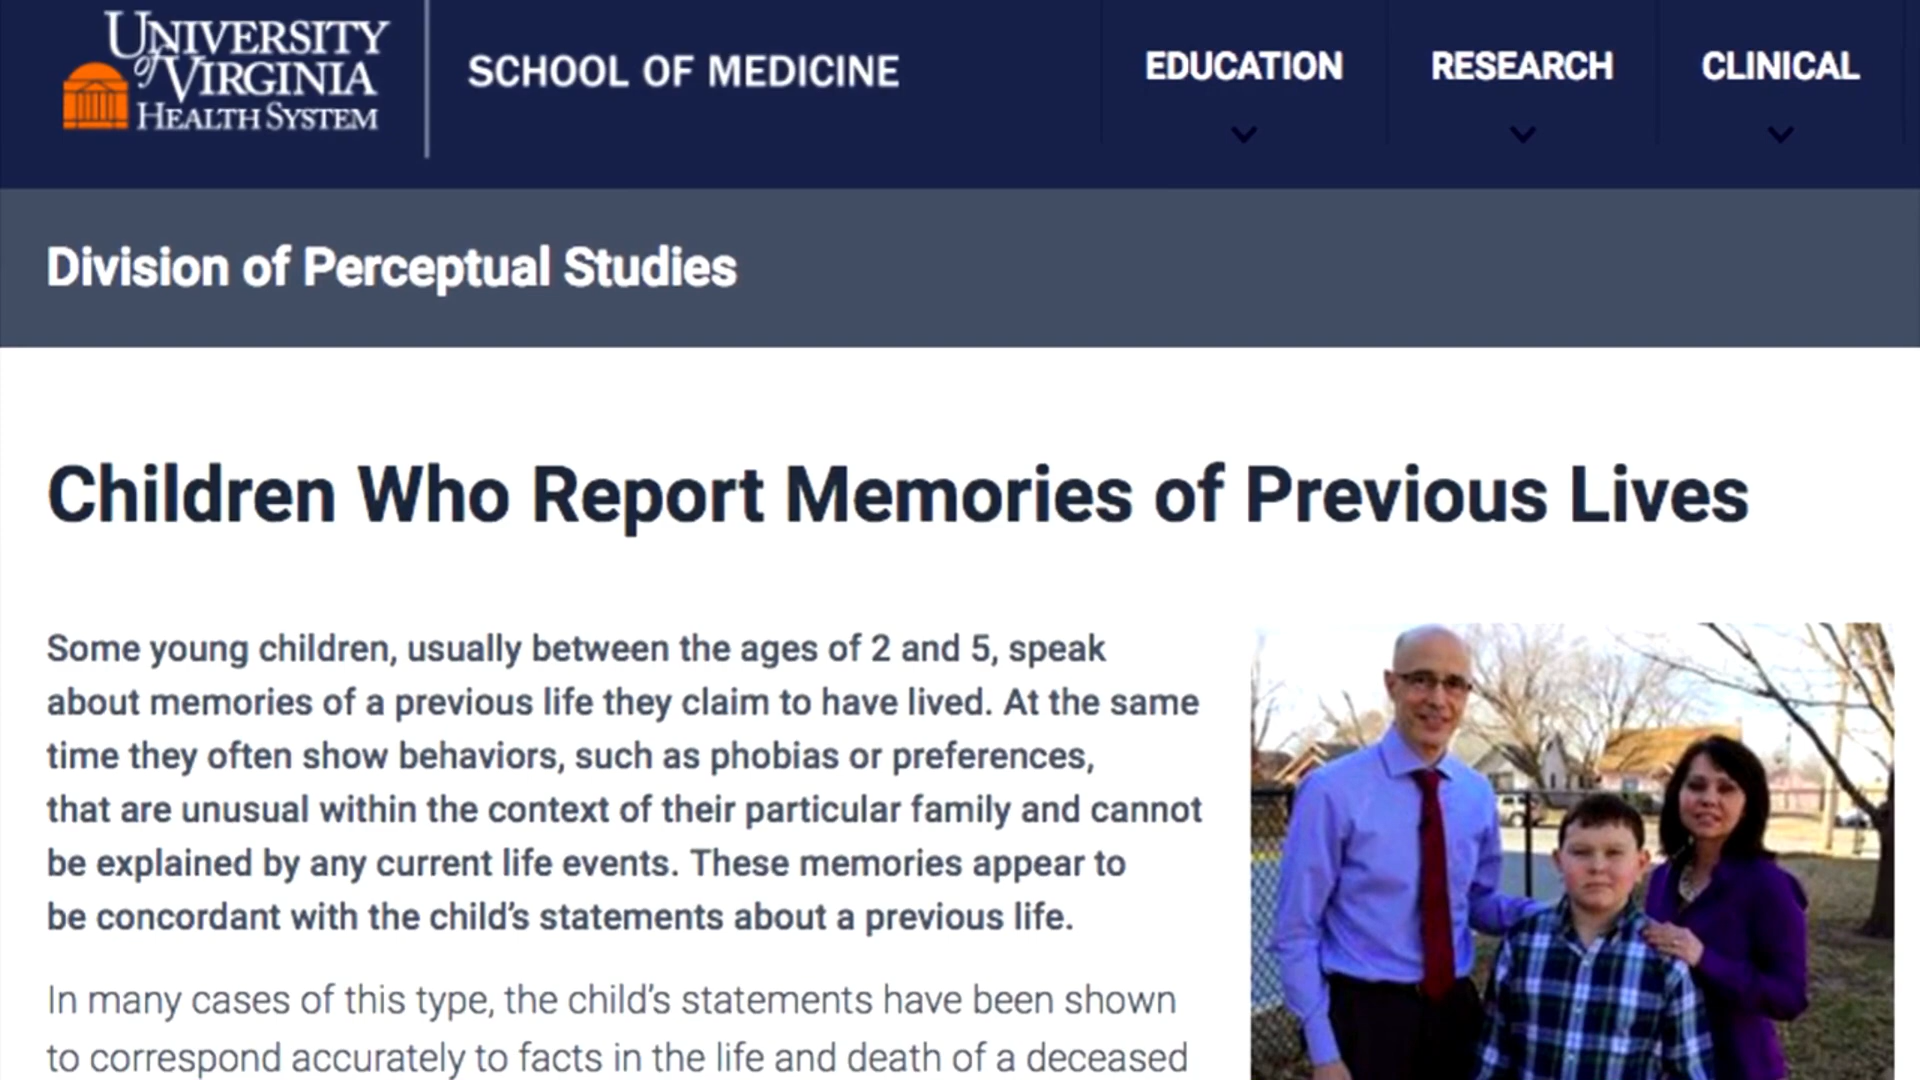 UNIVERSITY
of VIRGINIA
HEALTH SYSTEM
SCHOOL OF MEDICINE
EDUCATION
RESEARCH
CLINICAL
Division of Perceptual Studies
Children Who Report Memories of Previous Lives
Some young children, usually between the ages of 2 and 5, speak
about memories of a previous life they claim to have lived. At the same
time they often show behaviors, such as phobias or preferences,
that are unusual within the context of their particular family and cannot
be explained by any current life events. These memories appear to
be concordant with the child’s statements about a previous life.
In many cases of this type, the child’s statements have been shown
to correspond accurately to facts in the life and death of a deceased